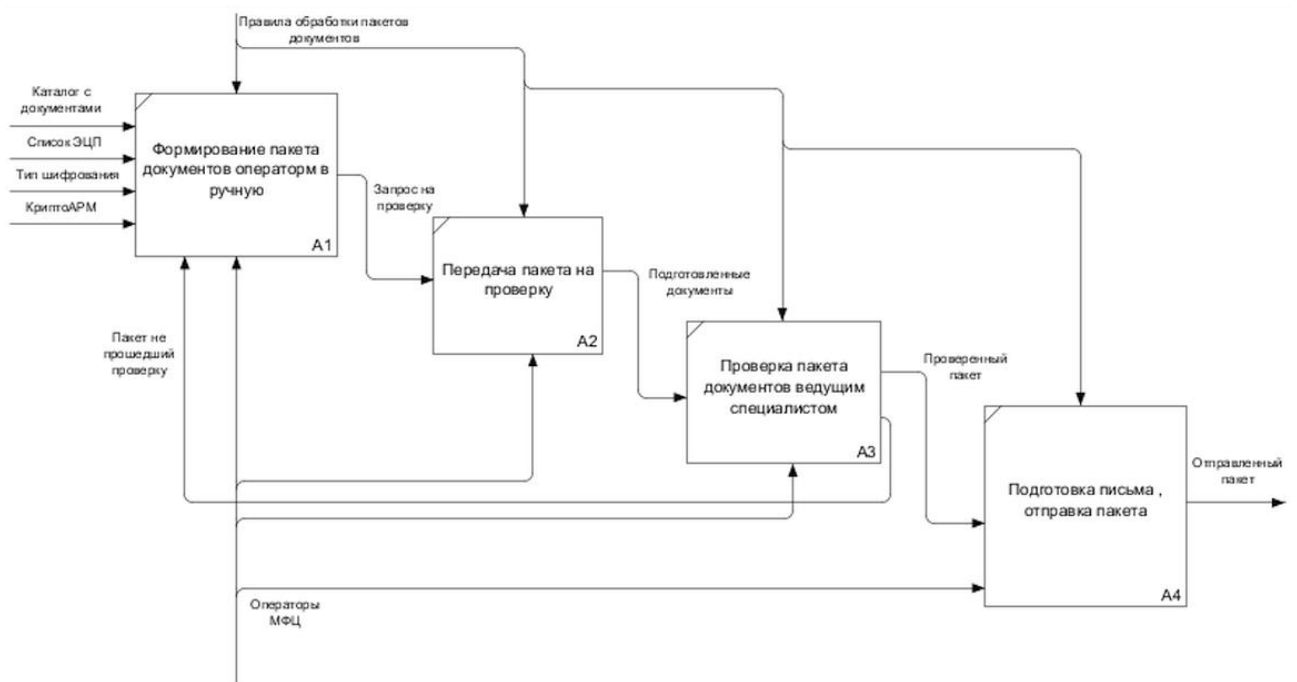 Правила обработки пакетов
документов
Каталог с
документами
Список ЭЦП
Тип шифрования
КриптоАРМ
Формирование пакета
документов операторм в
ручную
A1
Запрос на
проверку
Передача пакета на
проверку
A2
Подготовленные
документы
Пакет не
прошедший
проверку
Проверка пакета
документов ведущим
специалистом
A3
Проверенный
пакет
Подготовка письма ,
отправка пакета
A4
Отправленный
пакет
Операторы
МФЦ